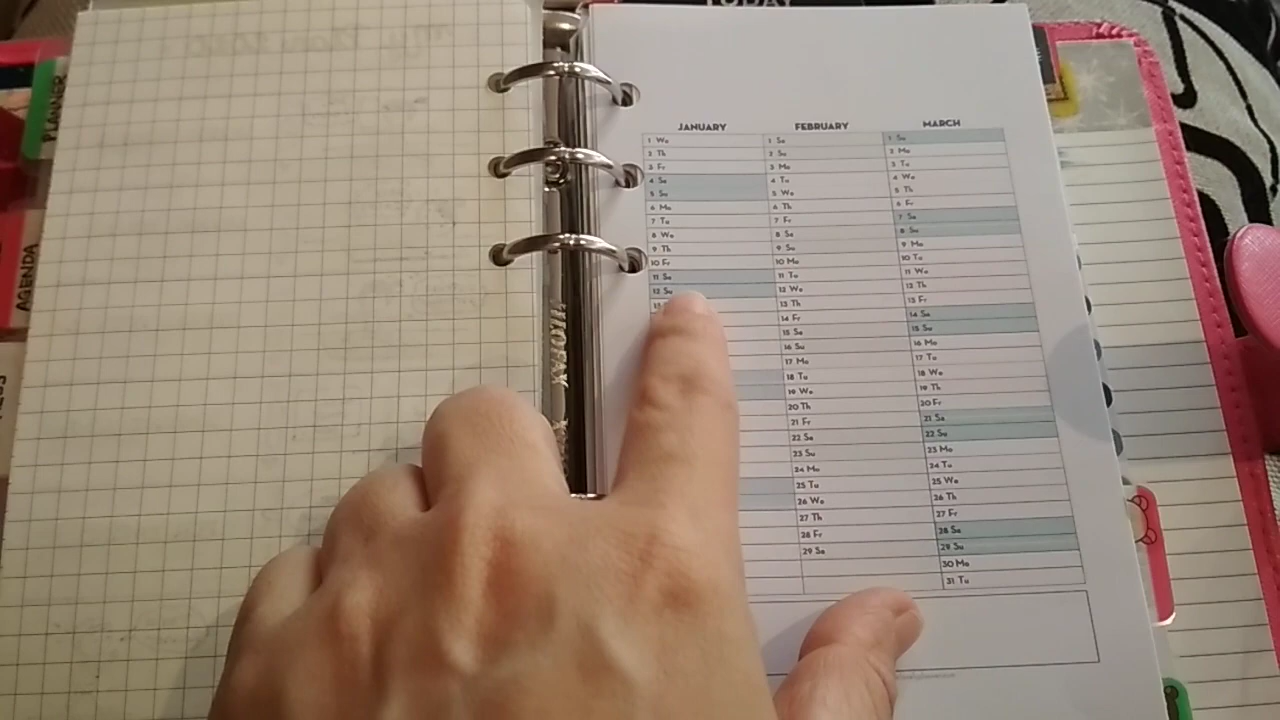 TODAY
PLANNER
AGENDA
FILOFAX
JANUARY FEBRUARY MARCH
1 We 1 Sa 1 Su
2 Th 2 Su 2 Mo
3 Fr 3 Mo 3 Tu
4 Sa 4 Tu 4 We
5 Su 5 We 5 Th
6 Mo 6 Th 6 Fr
7 Tu 7 Fr 7 Sa
8 We 8 Sa 8 Su
9 Th 9 Su 9 Mo
10 Fr 10 Mo 10 Tu
11 Sa 11 Tu 11 We
12 Su 12 We 12 Th
13 13 Th 13 Fr
14 Fr 14 Sa
15 Sa 15 Su
16 Su 16 Mo
17 Mo 17 Tu
18 Tu 18 We
19 We 19 Th
20 Th 20 Fr
21 Fr 21 Sa
22 Sa 22 Su
23 Su 23 Mo
24 Mo 24 Tu
25 Tu 25 We
26 We 26 Th
27 Th 27 Fr
28 Fr 28 Sa
29 Sa 29 Su
30 Mo
31 Tu